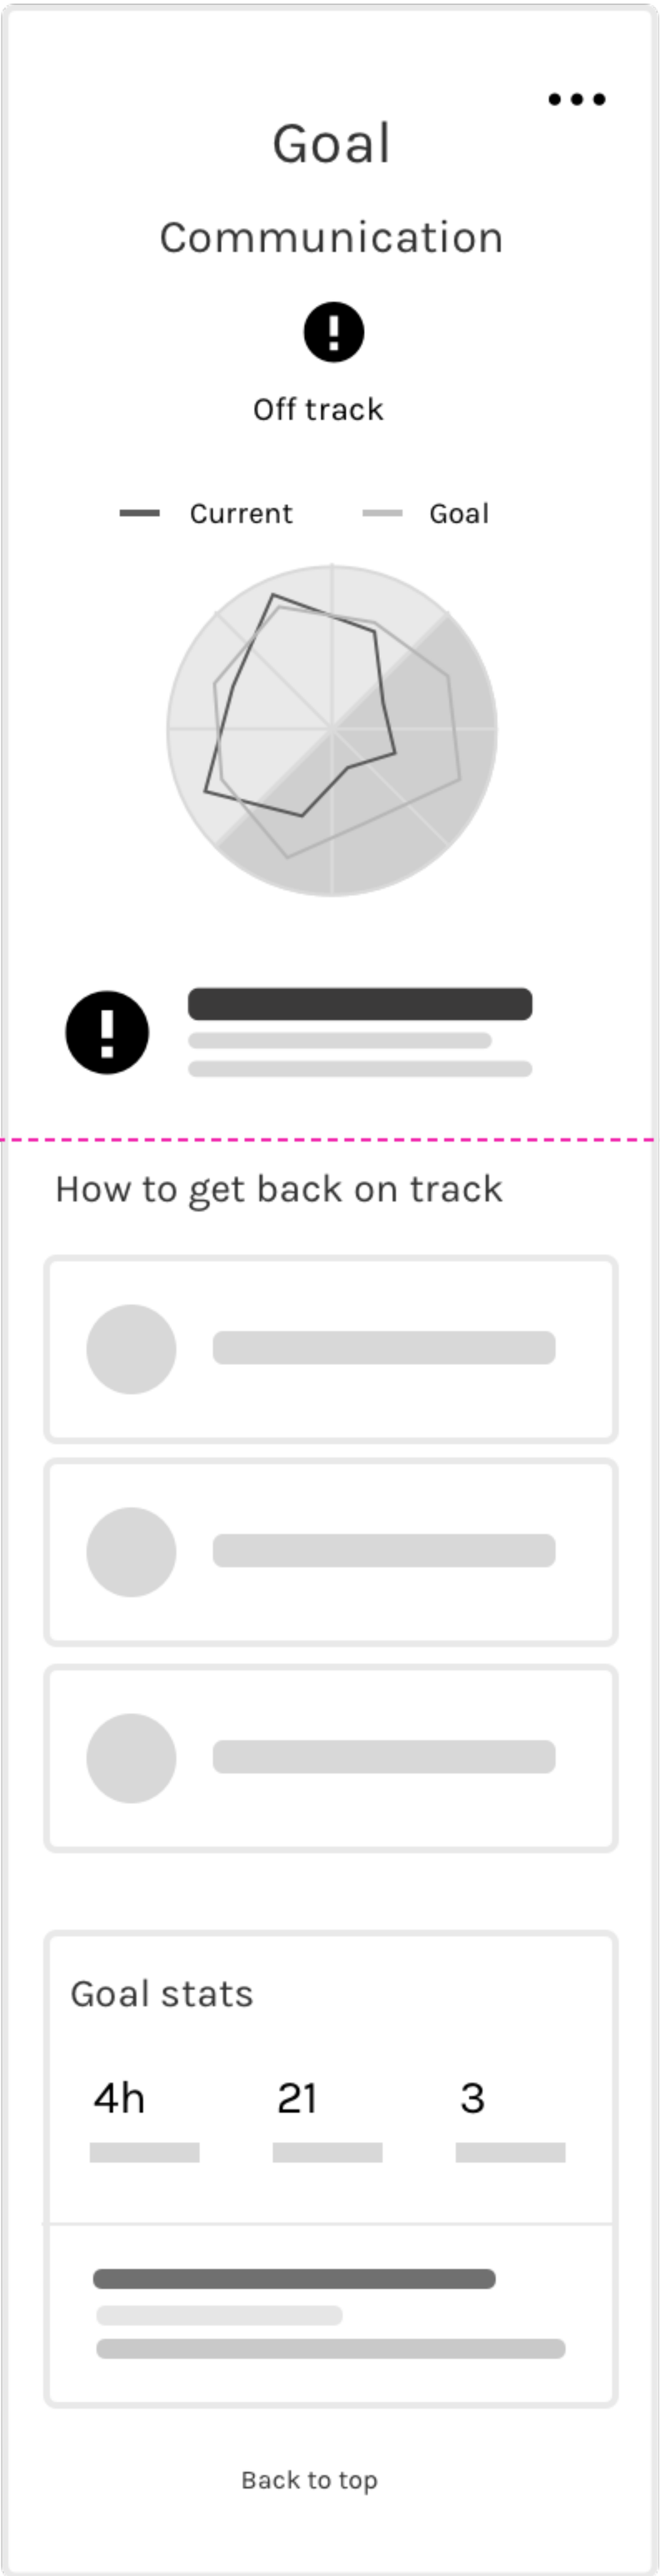 Goal
Communication
Off track
Current Goal
How to get back on track
Goal stats
4h 21 3
Back to top